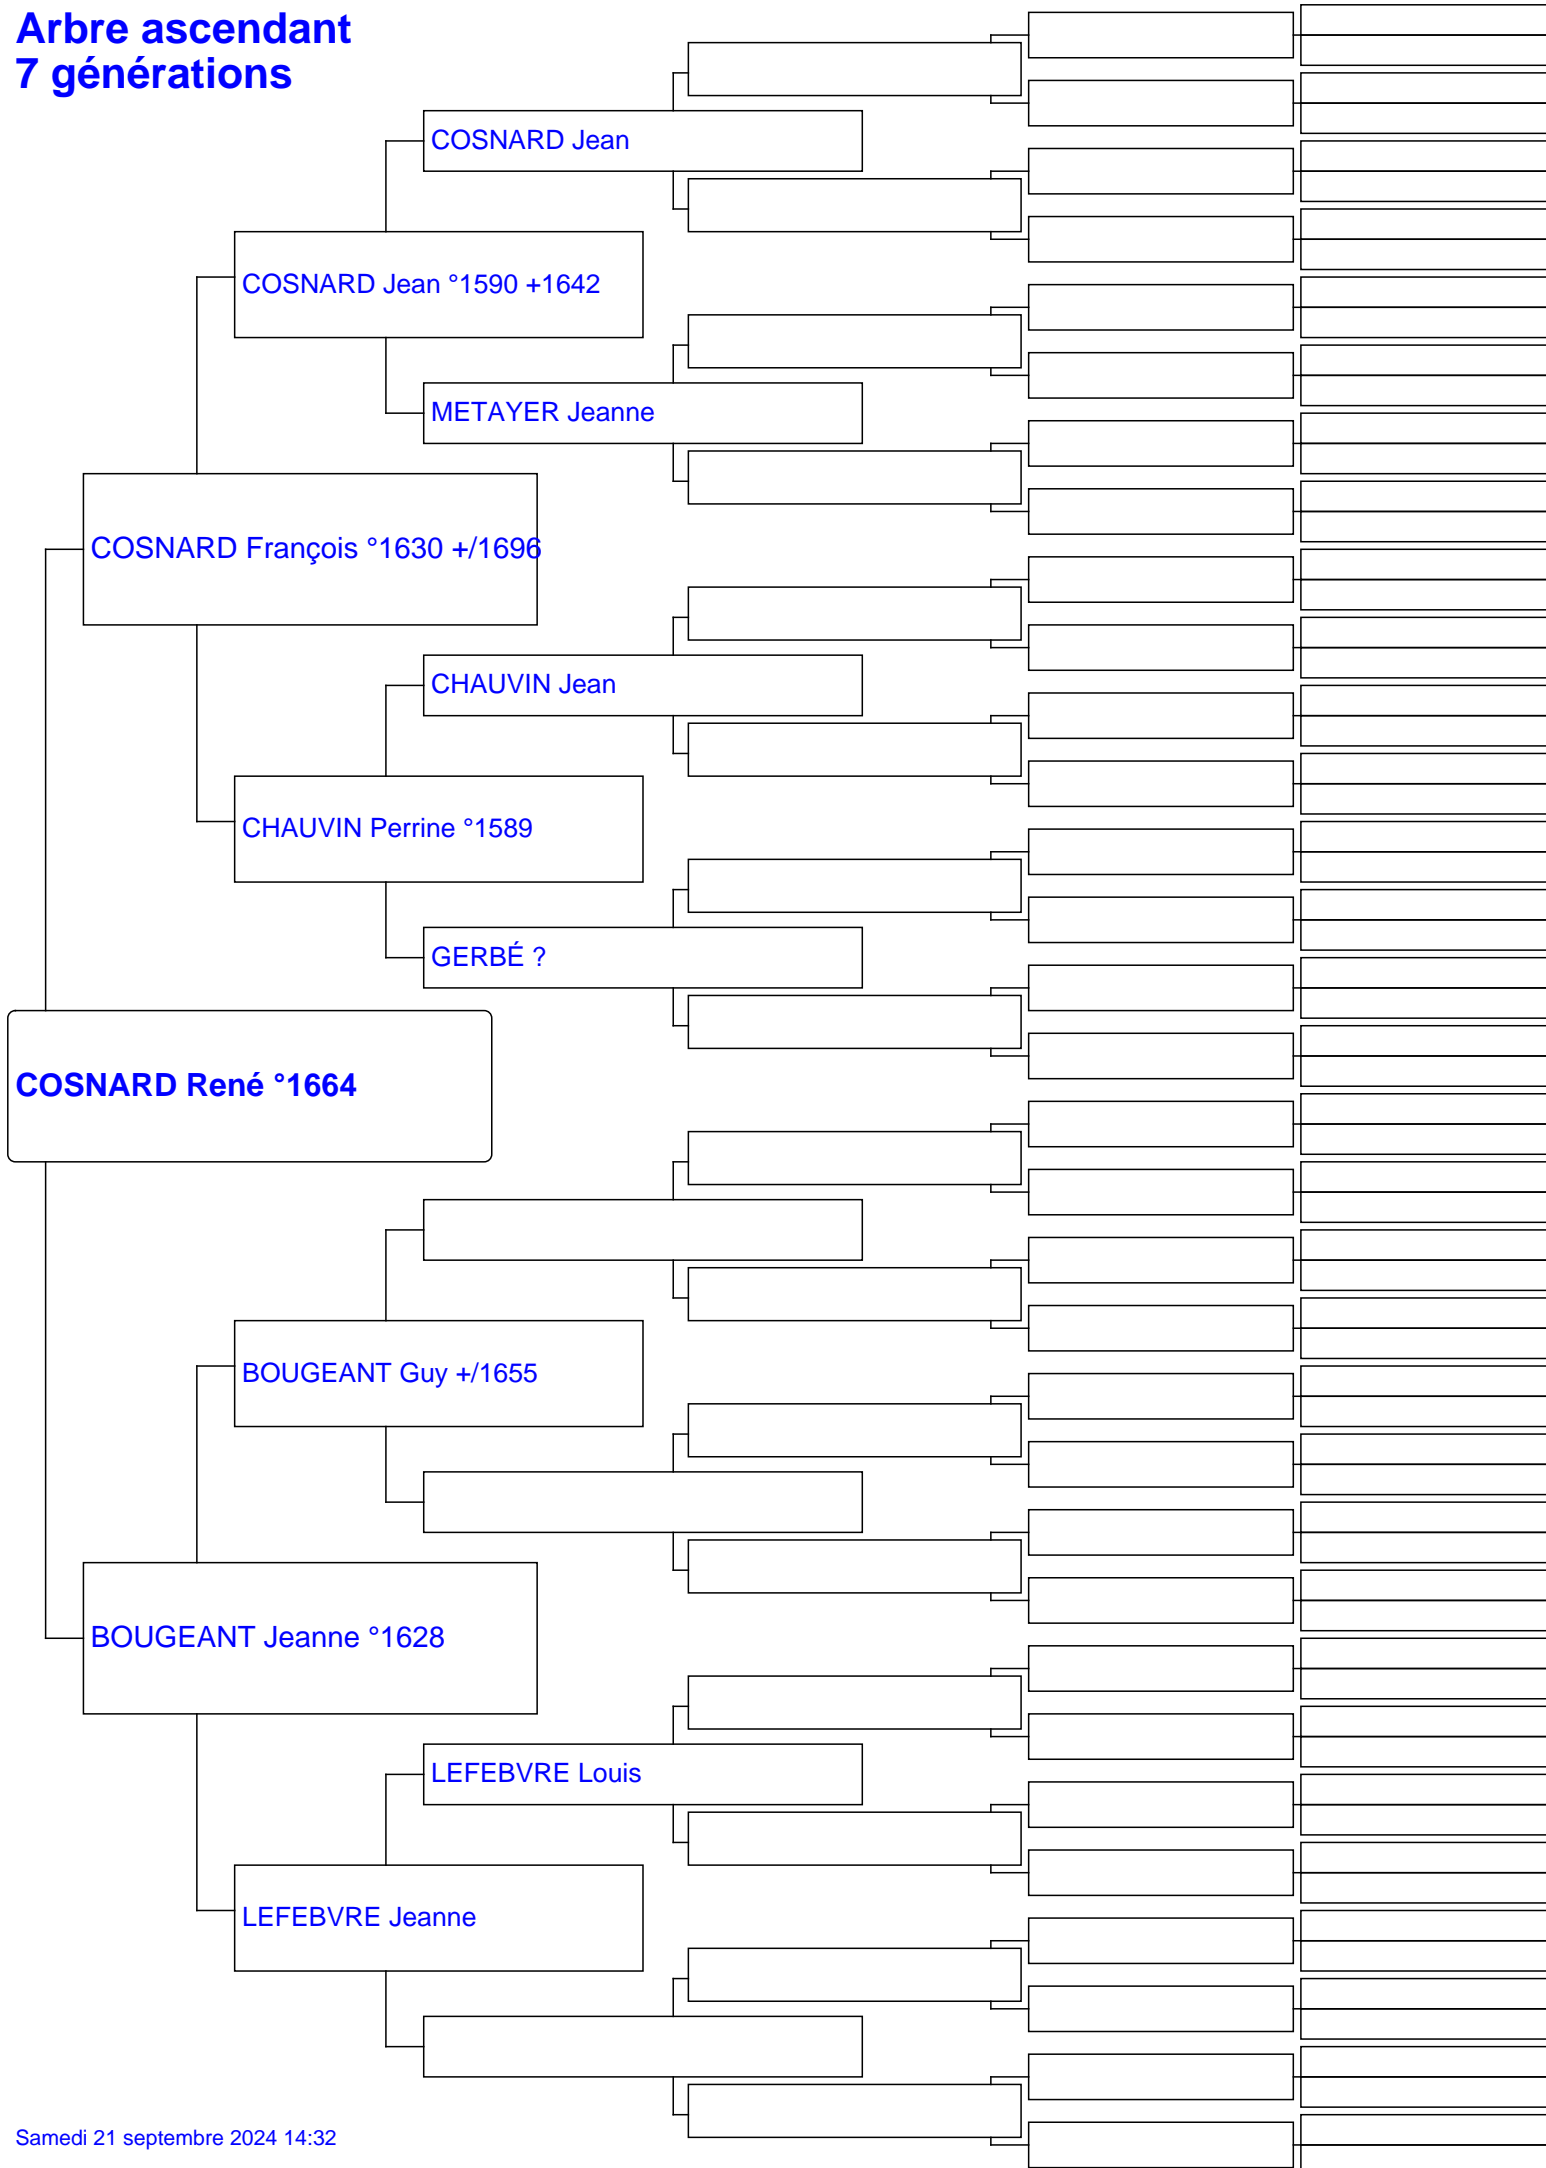 Arbre ascendant
7 générations
COSNARD Jean
COSNARD Jean °1590 +1642
METAYER Jeanne
COSNARD François °1630 +/1696
CHAUVIN Jean
CHAUVIN Perrine °1589
GERBÉ ?
COSNARD René °1664
BOUGEANT Guy +/1655
BOUGEANT Jeanne °1628
LEFEBVRE Louis
LEFEBVRE Jeanne
Samedi 21 septembre 2024 14:32